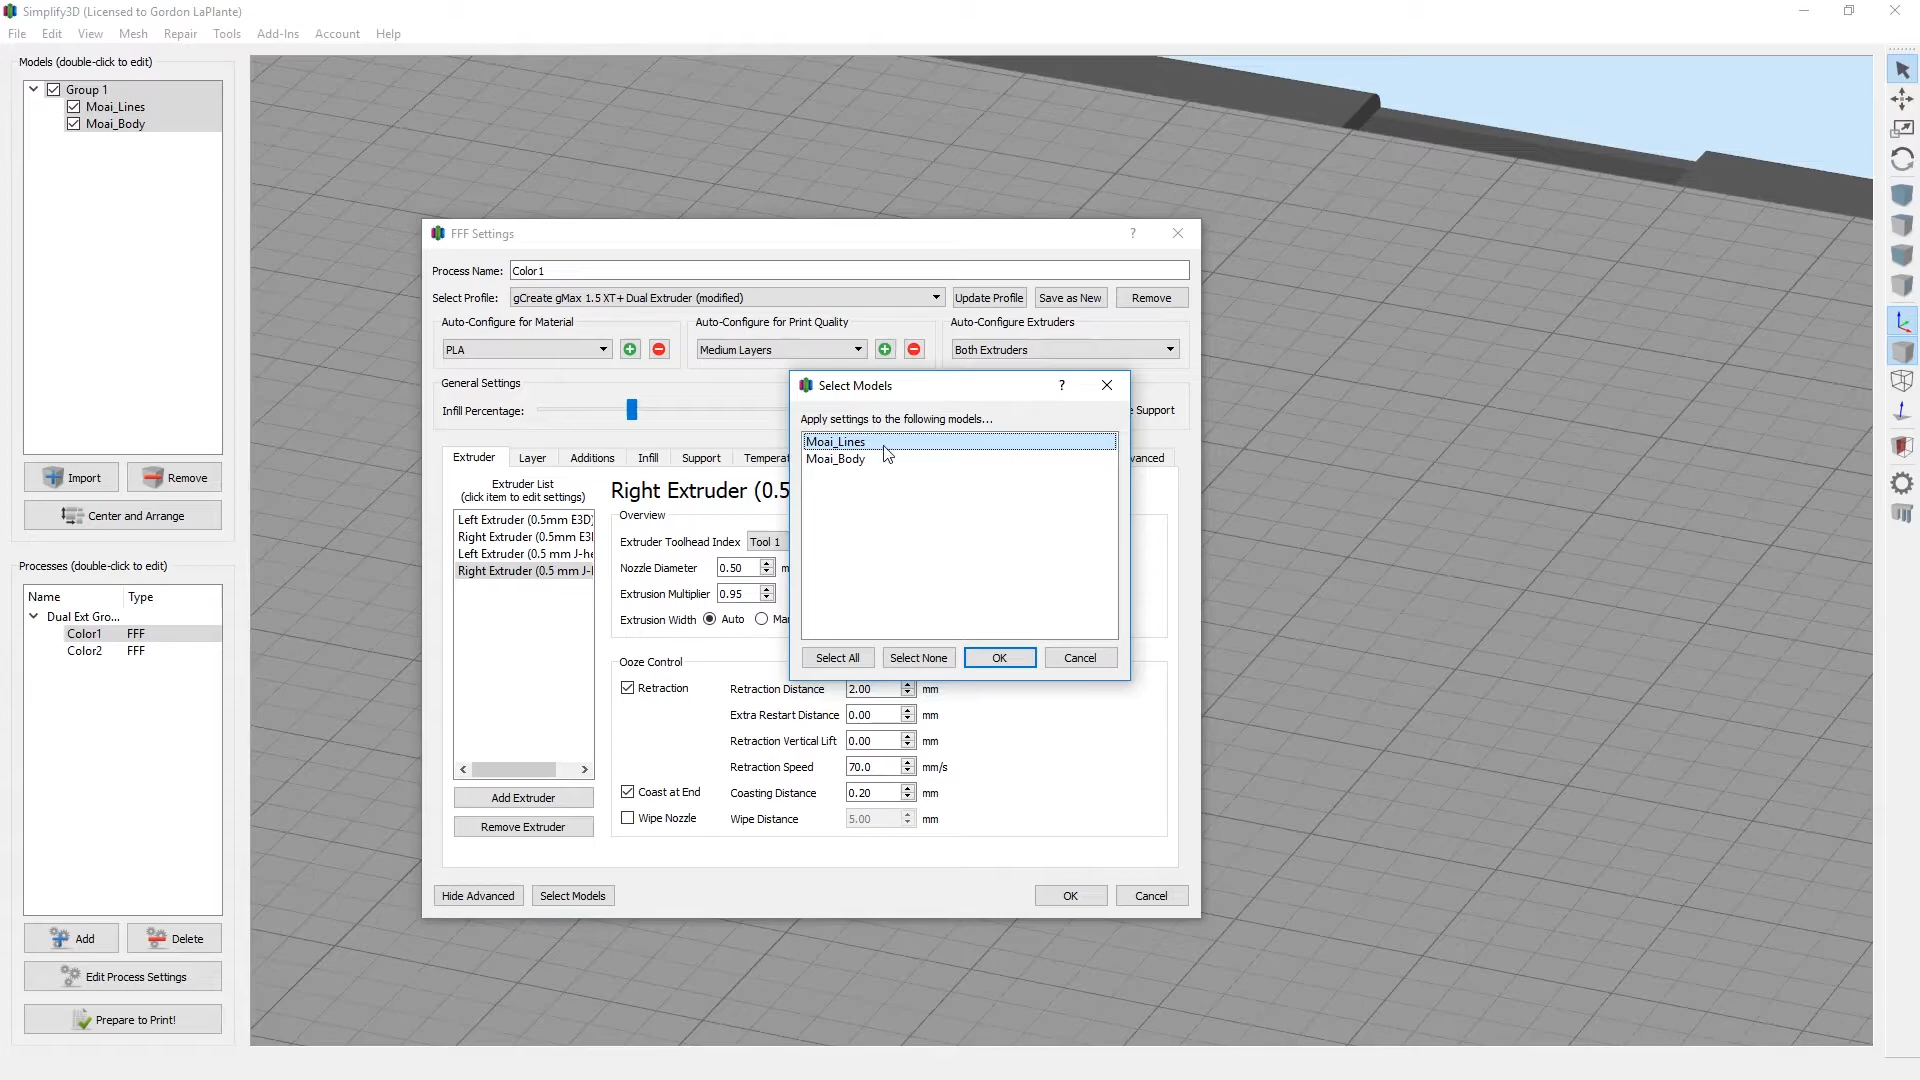 Simplify3D (Licensed to Gordon LaPlante)
File Edit View Mesh Repair Tools Add-Ins Account Help
Models (double-click to edit)
Group 1
Moai_Lines
Moai_Body
Import Remove
Center and Arrange
Processes (double-click to edit)
Name Type
Dual Ext Gro...
Color1 FFF
Color2 FFF
Add Delete
Edit Process Settings
Prepare to Print!
FFF Settings ?
Process Name: Color1
Select Profile: gCreate gMax 1.5 XT+ Dual Extruder (modified) Update Profile Save as New Remove
Auto-Configure for Material Auto-Configure for Print Quality Auto-Configure Extruders
PLA Medium Layers Both Extruders
General Settings
Infill Percentage: Support
Extruder Layer Additions Infill Support Temperat vanced
Extruder List
(click item to edit settings)
Left Extruder (0.5mm E3D)
Right Extruder (0.5mm E3
Left Extruder (0.5 mm J-he
Right Extruder (0.5 mm J-
Add Extruder
Remove Extruder
Right Extruder (0.5
Overview
Extruder Toolhead Index Tool 1
Nozzle Diameter 0.50 m
Extrusion Multiplier 0.95
Extrusion Width Auto Ma
Ooze Control
Retraction Retraction Distance 2.00 mm
Extra Restart Distance 0.00 mm
Retraction Vertical Lift 0.00 mm
Retraction Speed 70.0 mm/s
Coast at End Coasting Distance 0.20 mm
Wipe Nozzle Wipe Distance 5.00 mm
Hide Advanced Select Models OK Cancel
Select Models ?
Apply settings to the following models...
Moai_Lines
Moai_Body
Select All Select None OK Cancel